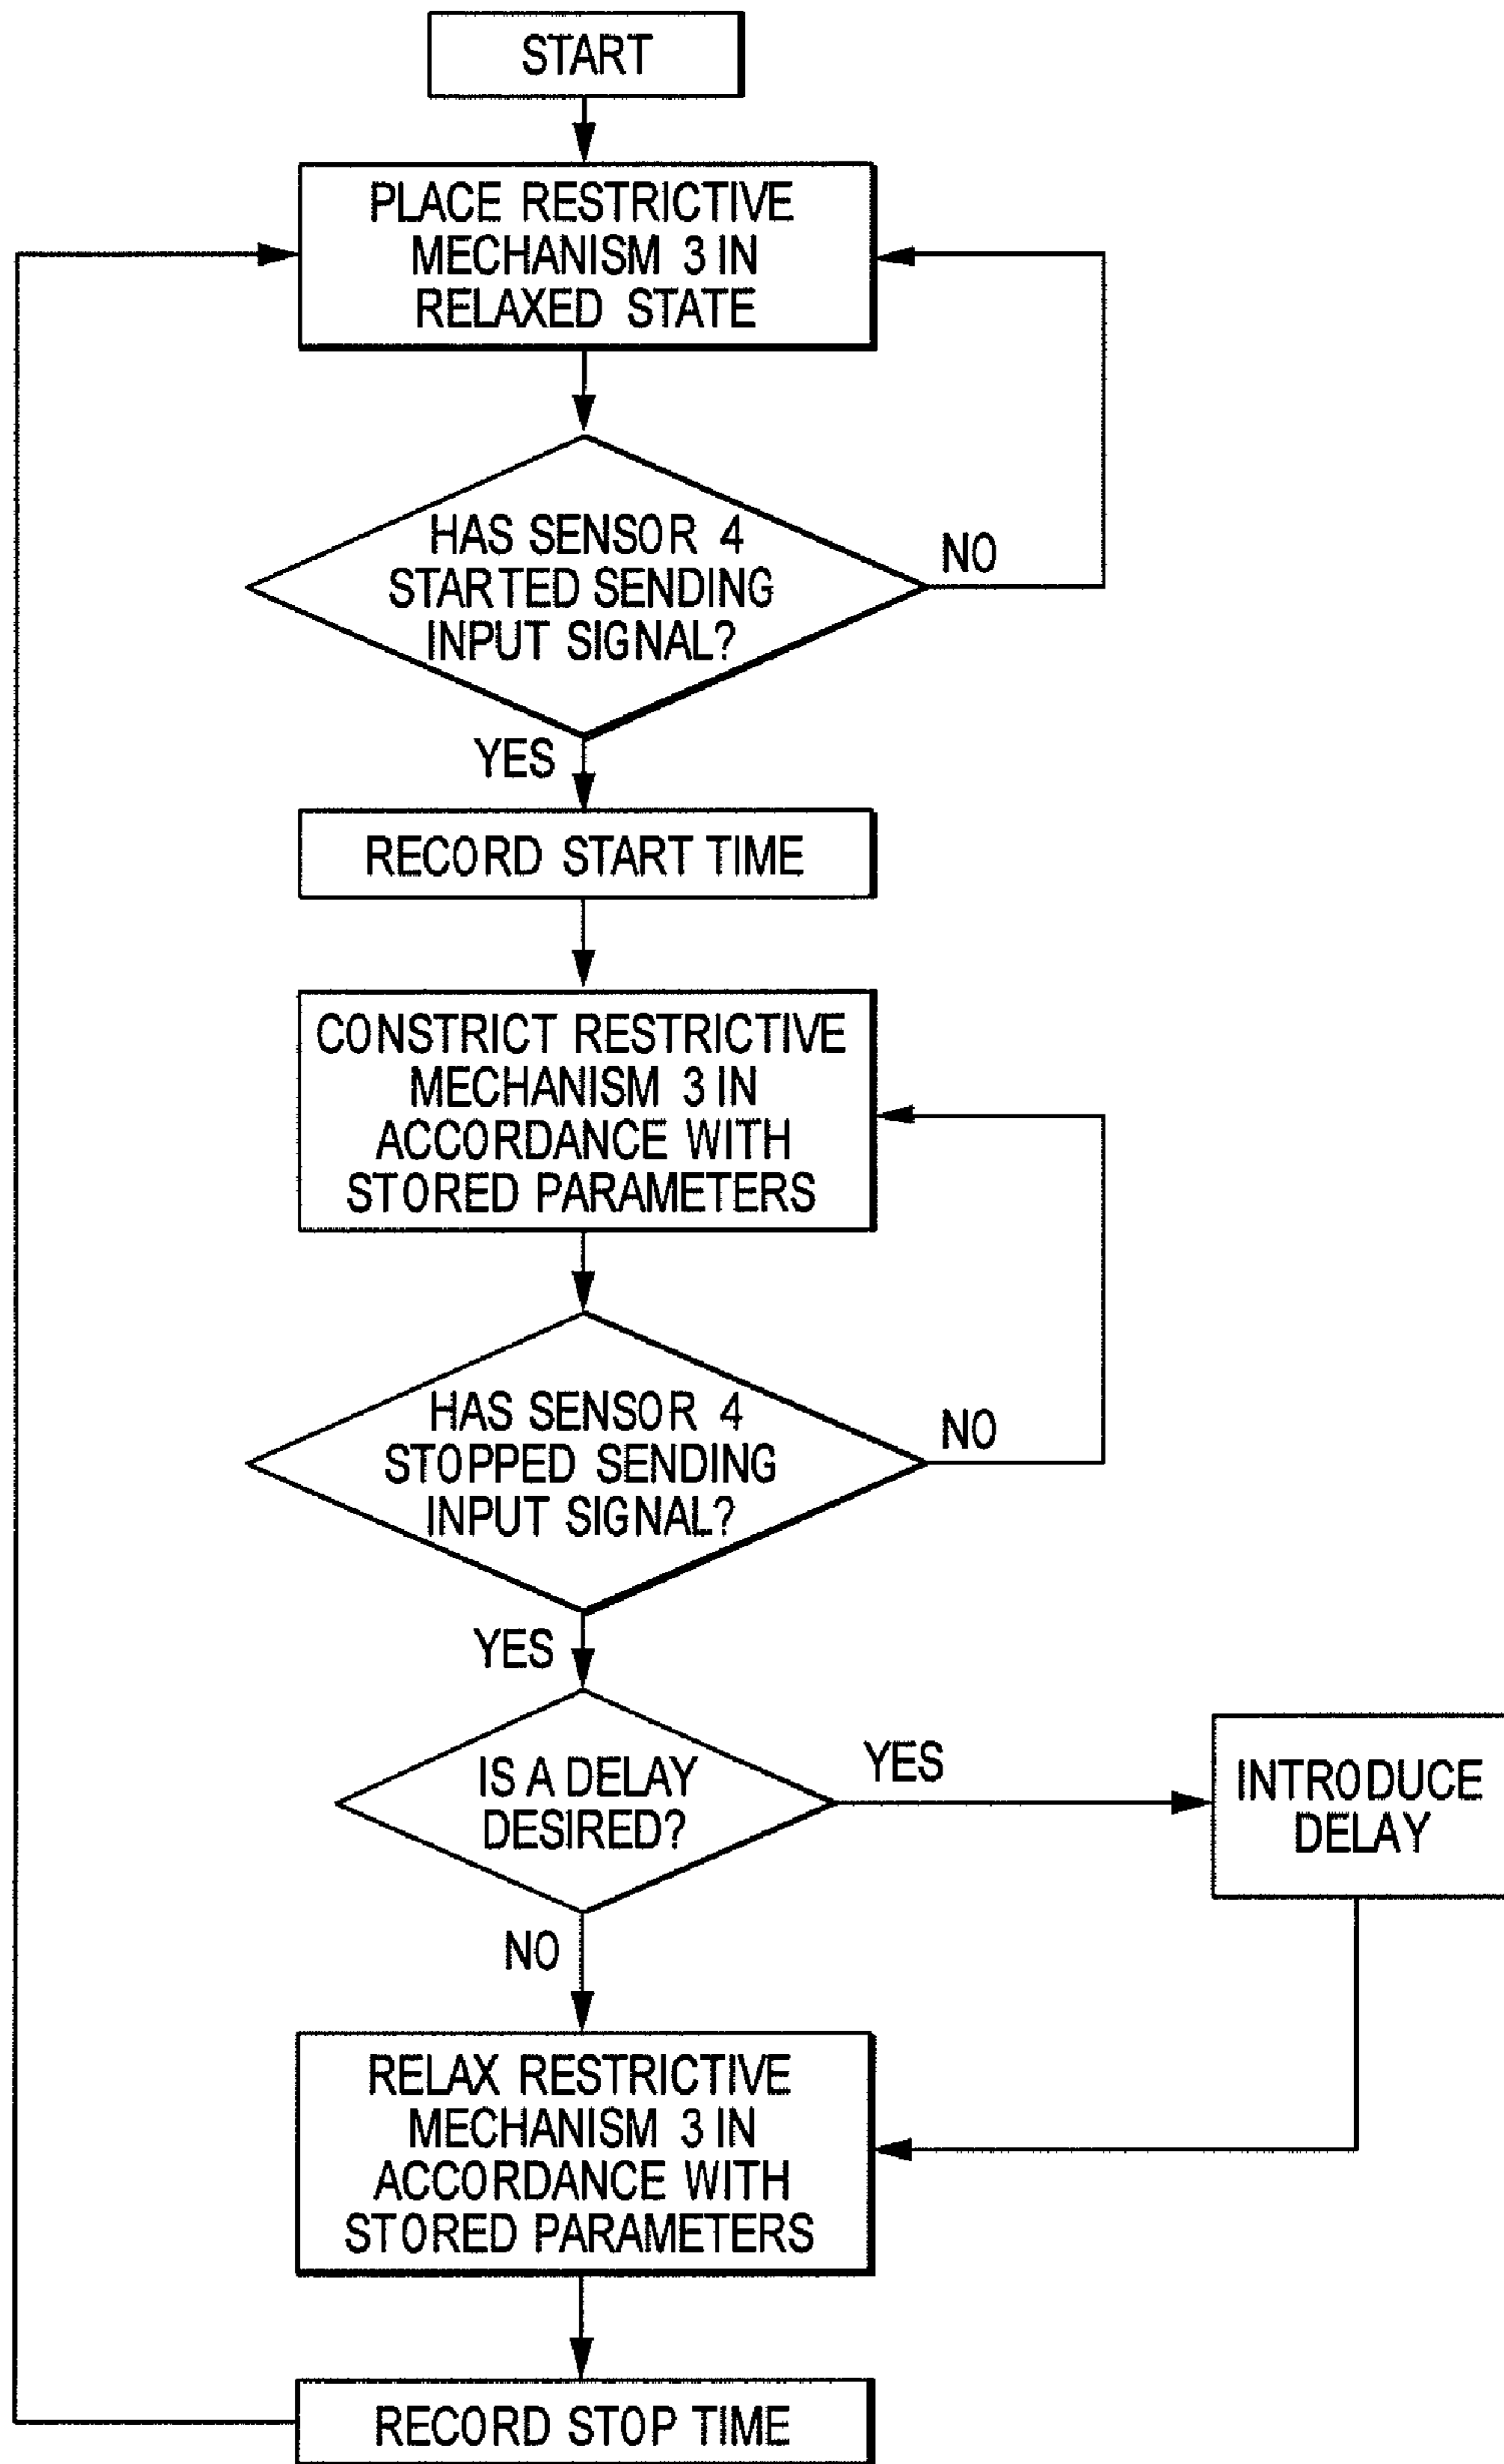 START
PLACE RESTRICTIVE
MECHANISM 3 IN
RELAXED STATE
HAS SENSOR 4
STARTED SENDING
INPUT SIGNAL?
NO
YES
RECORD START TIME
CONSTRICT RESTRICTIVE
MECHANISM 3 IN
ACCORDANCE WITH
STORED PARAMETERS
HAS SENSOR 4
STOPPED SENDING
INPUT SIGNAL?
NO
YES
IS A DELAY
DESIRED?
YES
INTRODUCE
DELAY
NO
RELAX RESTRICTIVE
MECHANISM 3 IN
ACCORDANCE WITH
STORED PARAMETERS
RECORD STOP TIME